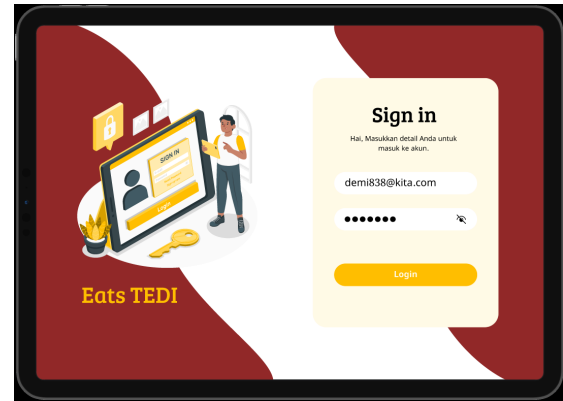 SIGN IN
Login
Eats TEDI
Sign in
Hai, Masukkan detail Anda untuk
masuk ke akun.
demi838@kita.com
●●●●●●●
Login